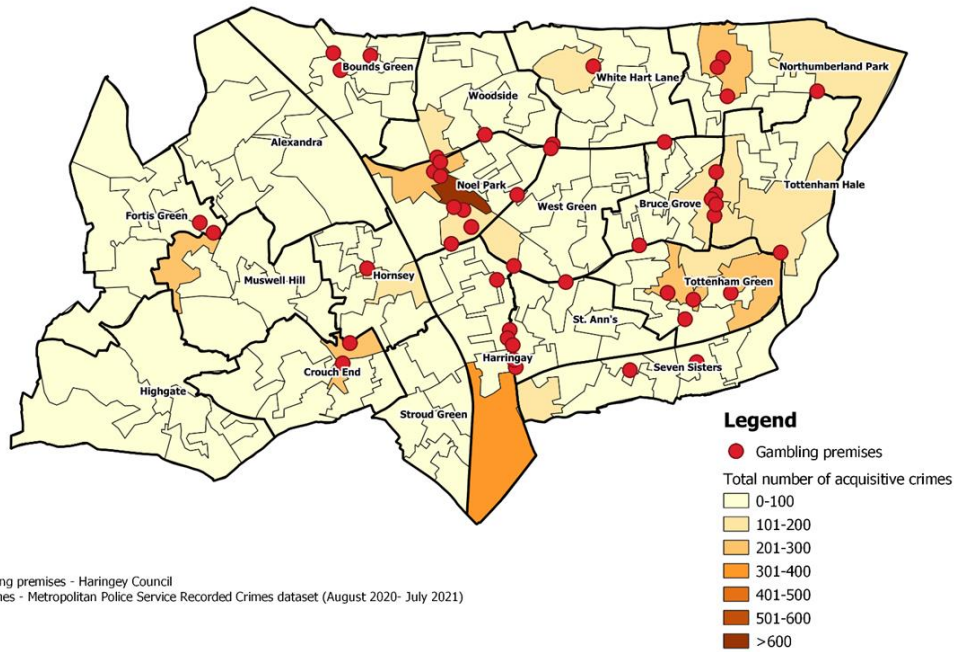 Bounds Green
White Hart Lane
Northumberland Park
Woodside
Alexandra
Noel Park
West Green
Bruce Grove
Tottenham Hale
Fortis Green
Muswell Hill
Hornsey
Tottenham Green
St. Ann's
Harringay
Crouch End
Seven Sisters
Highgate
Stroud Green
Legend
Gambling premises
Total number of acquisitive crimes
0-100
101-200
201-300
301-400
401-500
501-600
>600
ng premises - Haringey Council
nes - Metropolitan Police Service Recorded Crimes dataset (August 2020- July 2021)